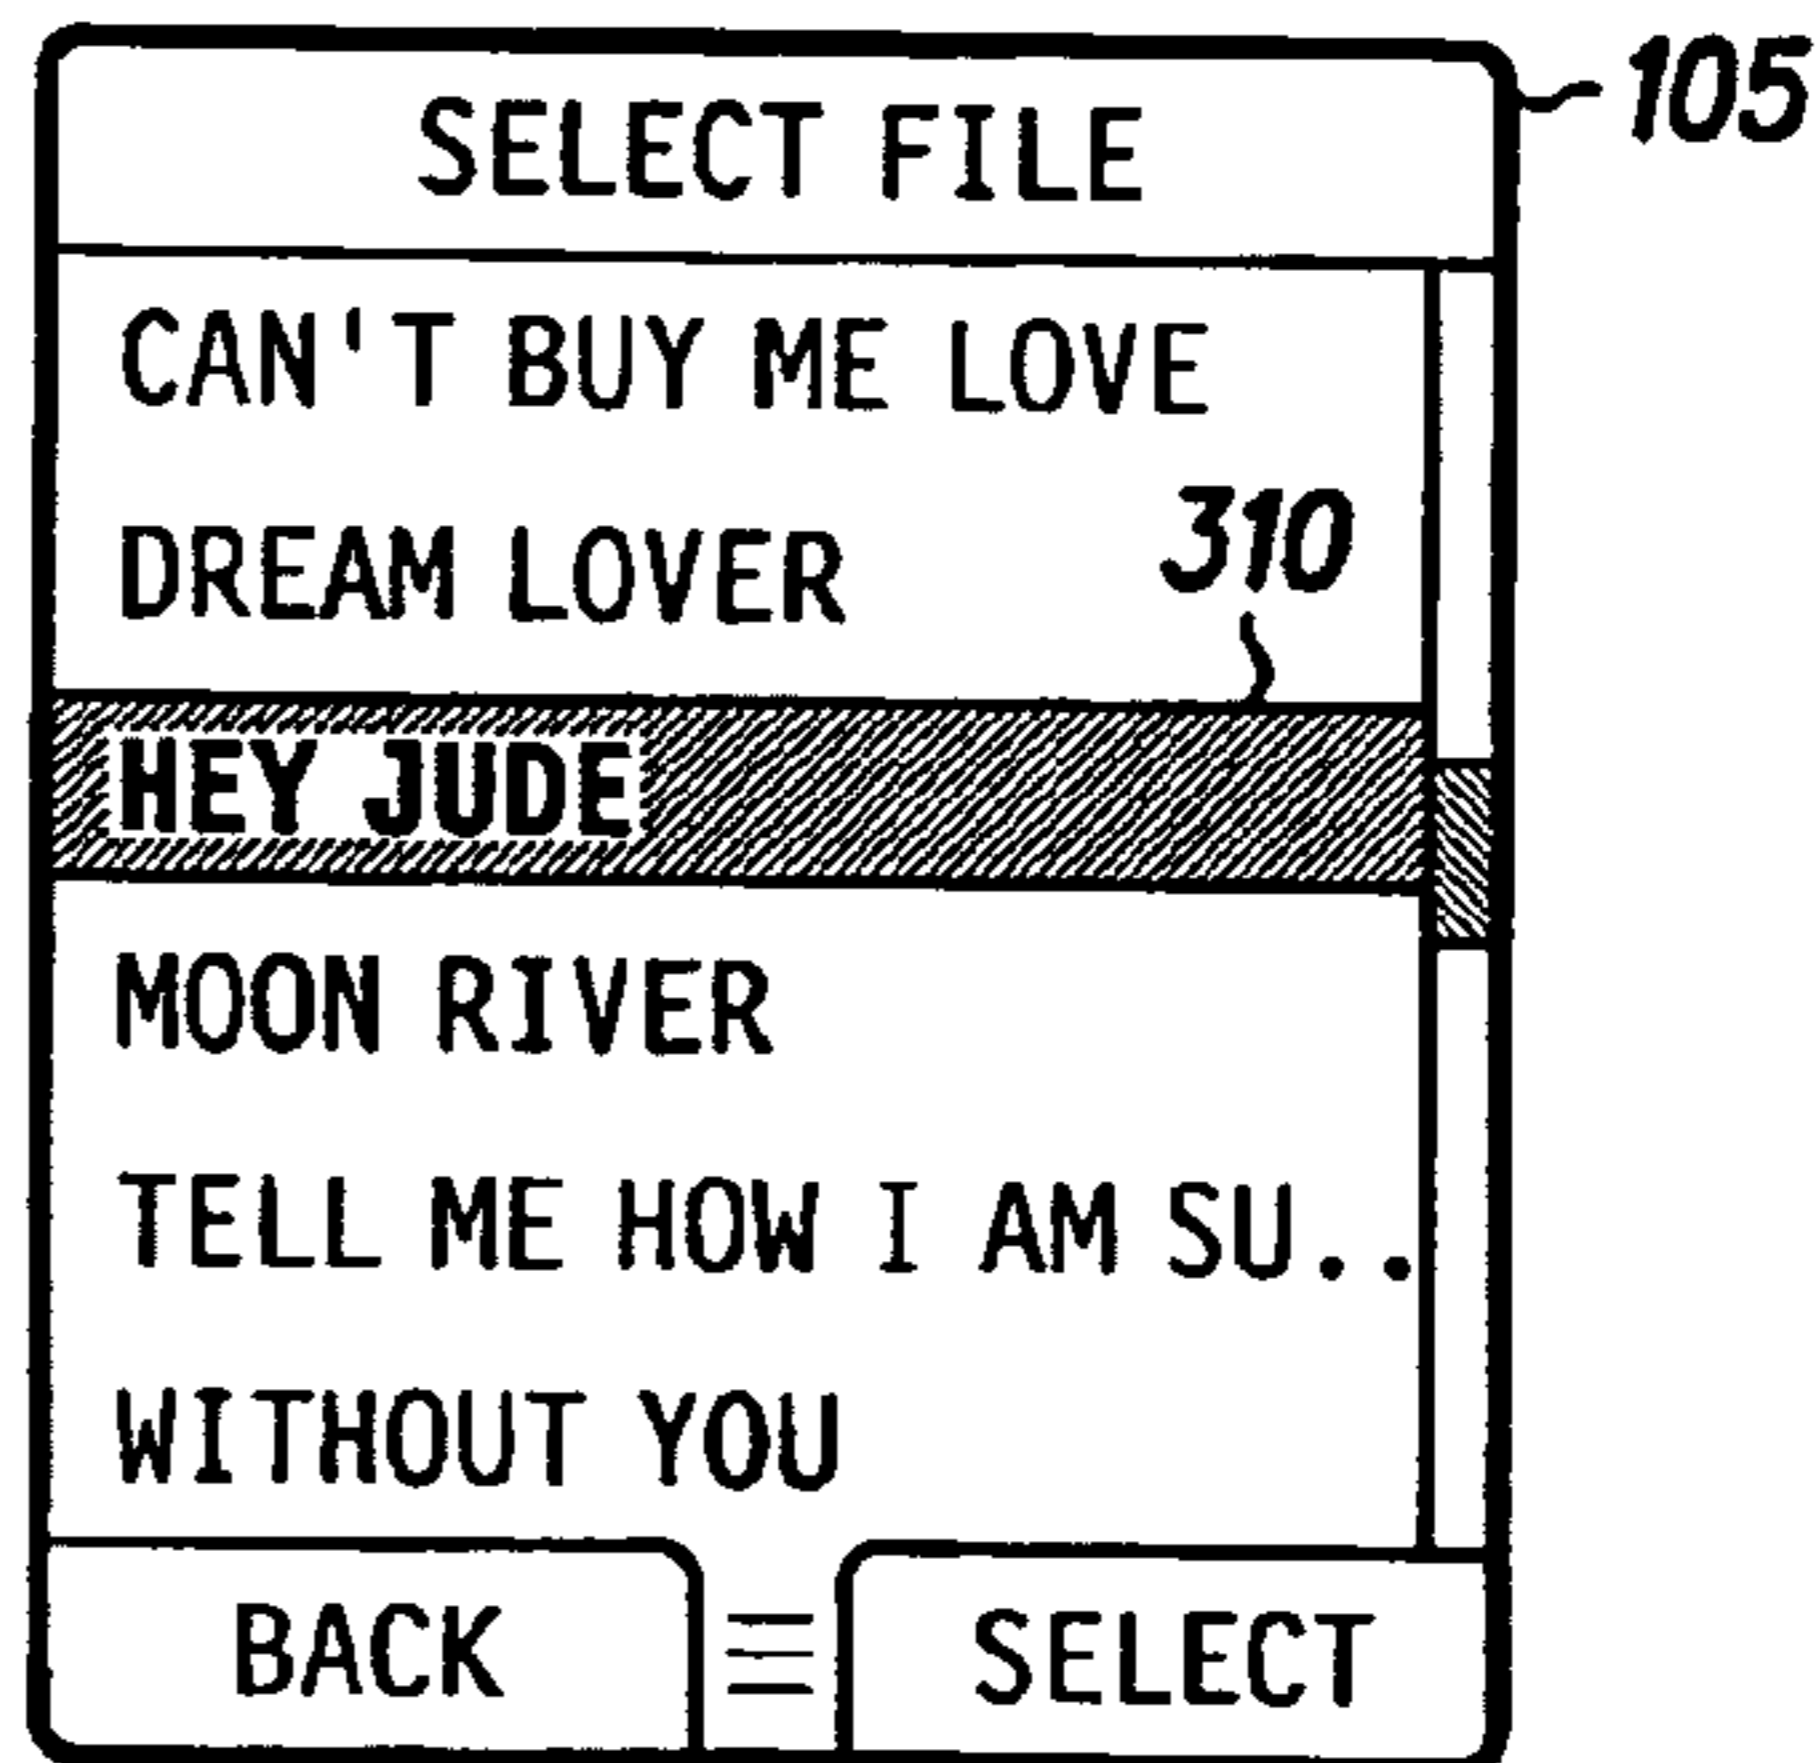 105
SELECT FILE
CAN'T BUY ME LOVE
DREAM LOVER
310
HEY JUDE
MOON RIVER
TELL ME HOW I AM SU..
WITHOUT YOU
BACK SELECT